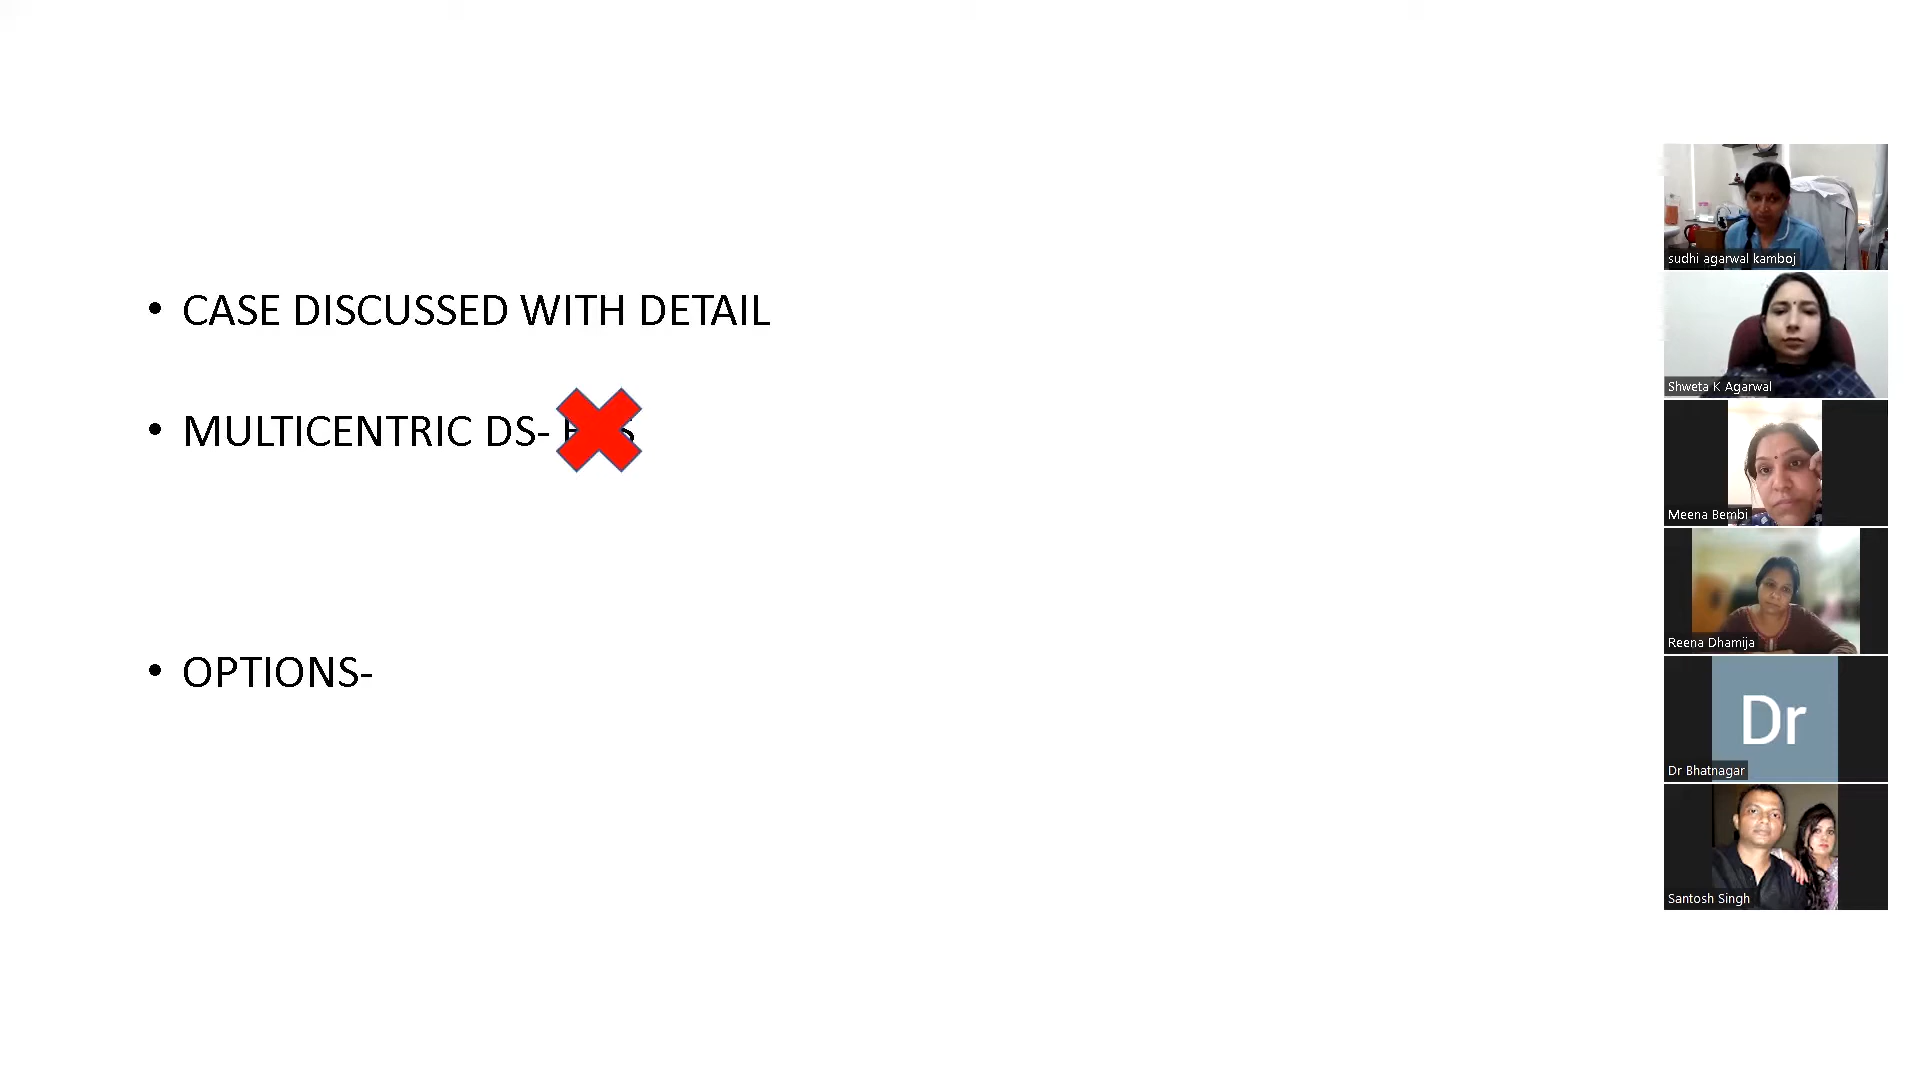 • CASE DISCUSSED WITH DETAIL
• MULTICENTRIC DS-
• OPTIONS-
sudhi agarwal kamboj
Shweta K Agarwal
Meena Bembi
Reena Dhamija
Dr
Dr Bhatnagar
Santosh Singh